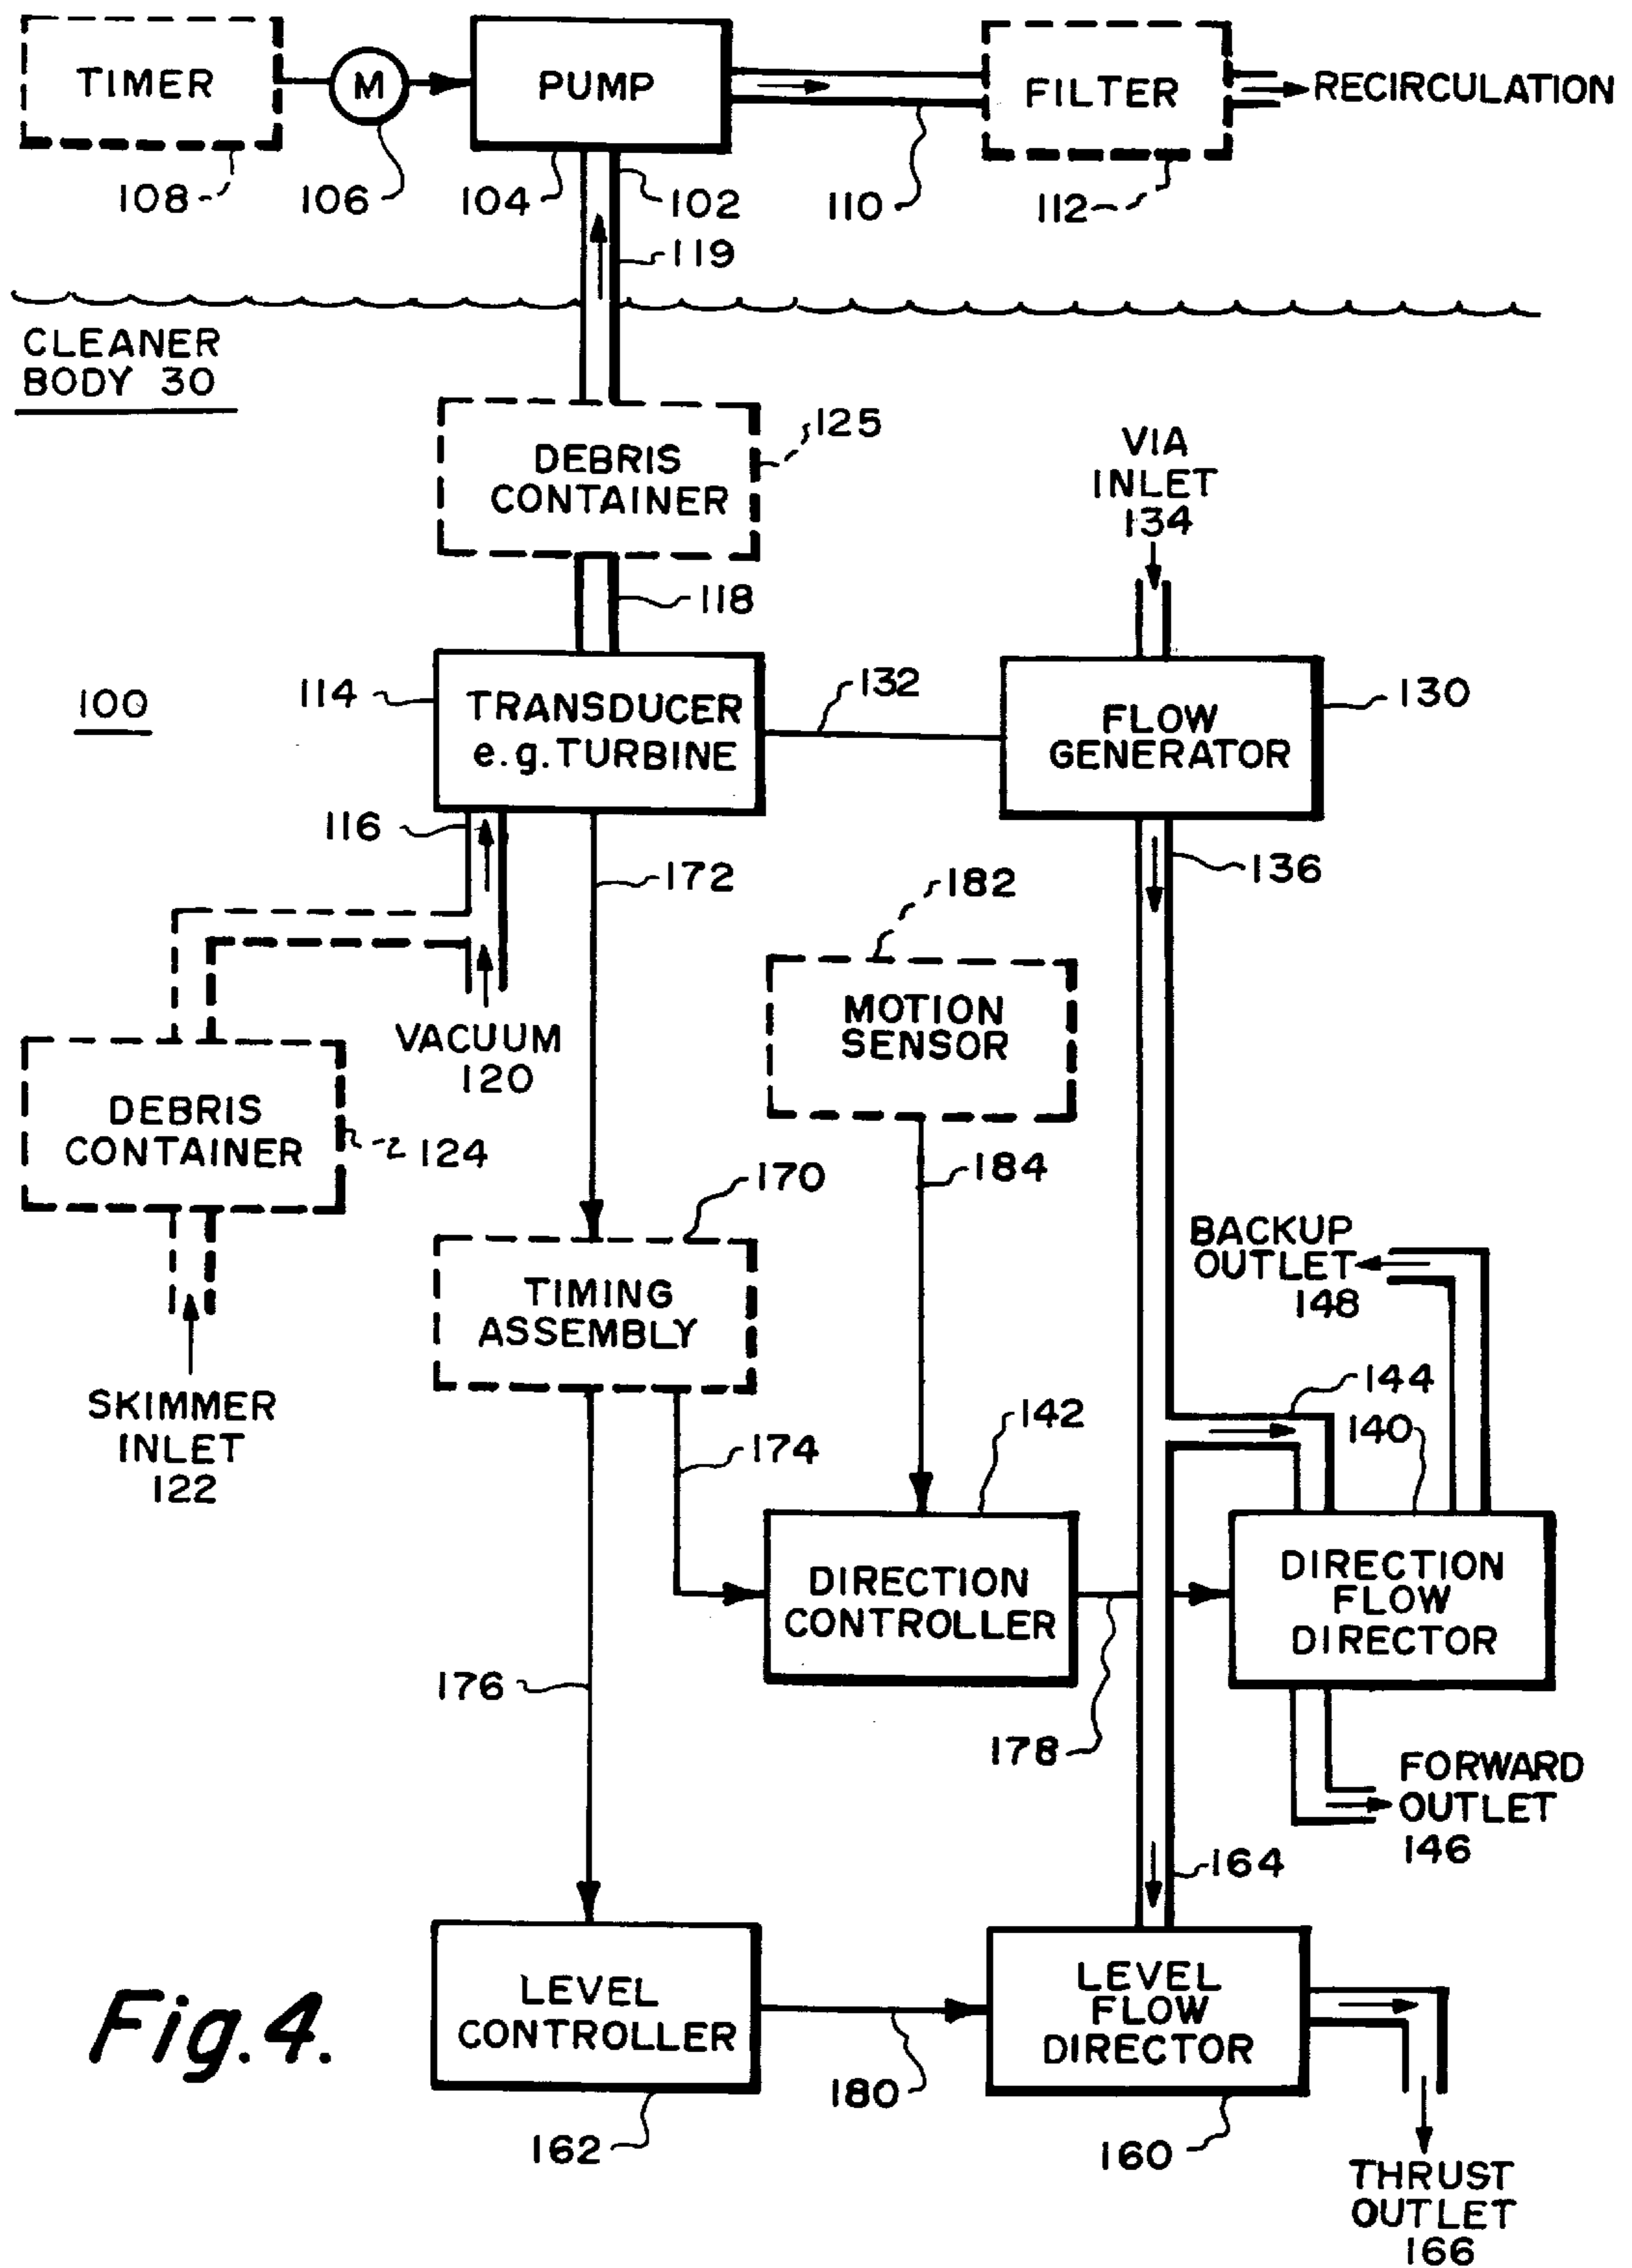 TIMER
M
PUMP
FILTER
RECIRCULATION
108
106
104
102
110
112
119
CLEANER
BODY 30
125
DEBRIS
CONTAINER
VIA
INLET
134
118
100
114
TRANSDUCER
e.g. TURBINE
132
FLOW
GENERATOR
130
116
172
136
182
VACUUM
120
MOTION
SENSOR
DEBRIS
CONTAINER
124
184
170
TIMING
ASSEMBLY
BACKUP
OUTLET
148
SKIMMER
INLET
122
174
142
144
140
DIRECTION
CONTROLLER
DIRECTION
FLOW
DIRECTOR
176
178
FORWARD
OUTLET
146
164
LEVEL
CONTROLLER
LEVEL
FLOW
DIRECTOR
Fig. 4.
180
162
160
THRUST
OUTLET
166